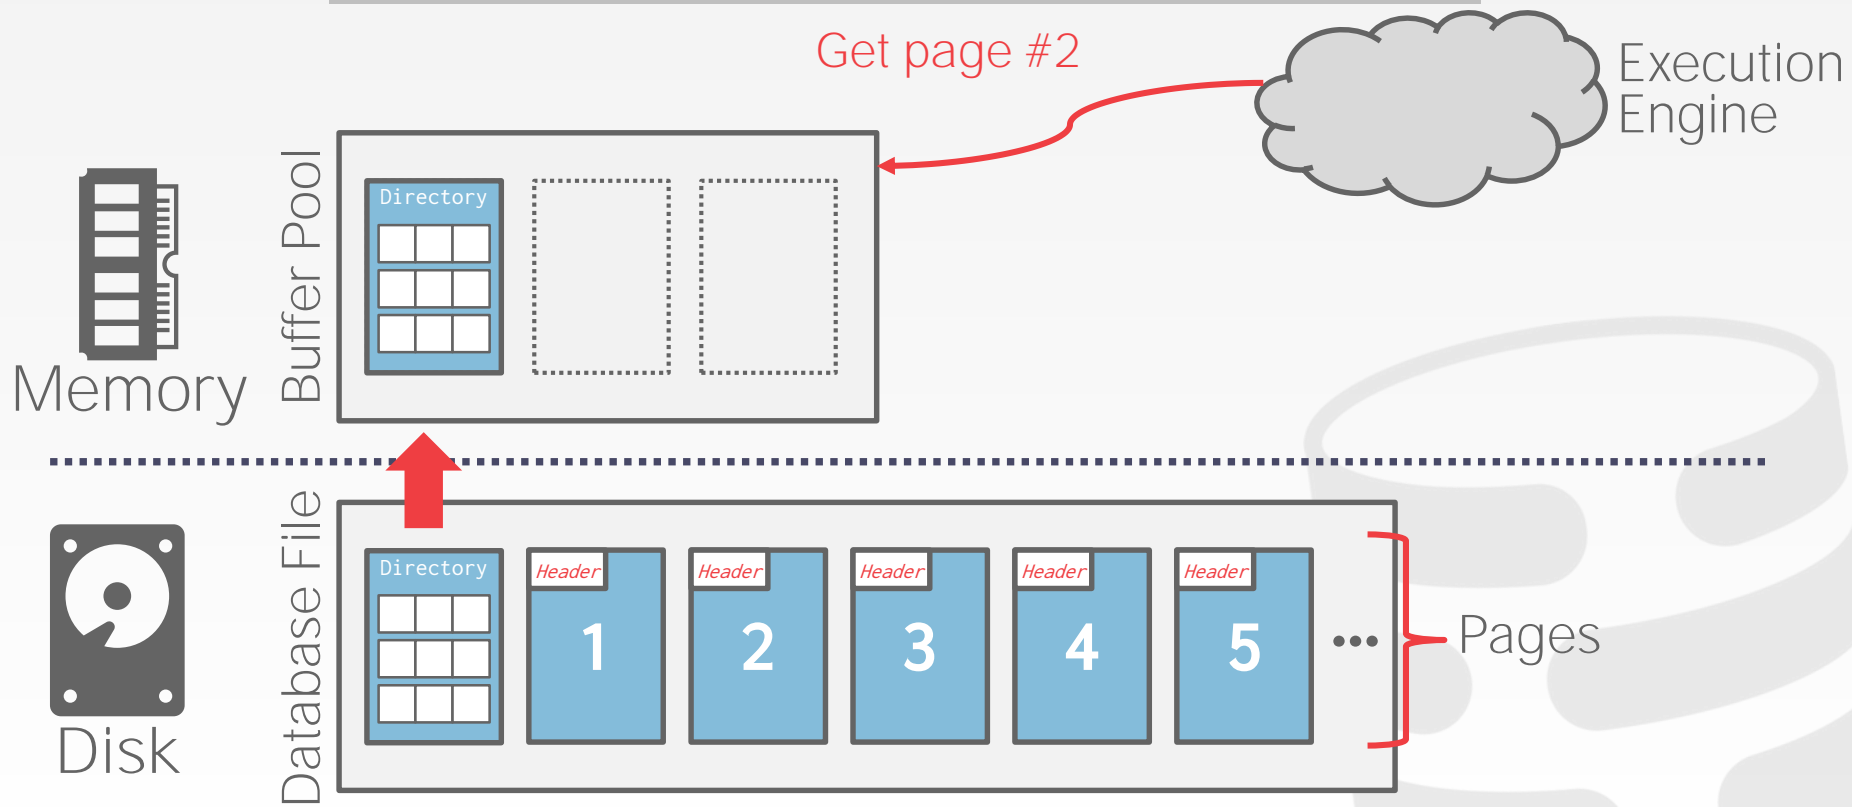 Get page #2
Execution
Engine
Buffer Pool
Directory
Memory
Database File
Directory
Header
1
Header
2
Header
3
Header
4
Header
5
•••
Pages
Disk